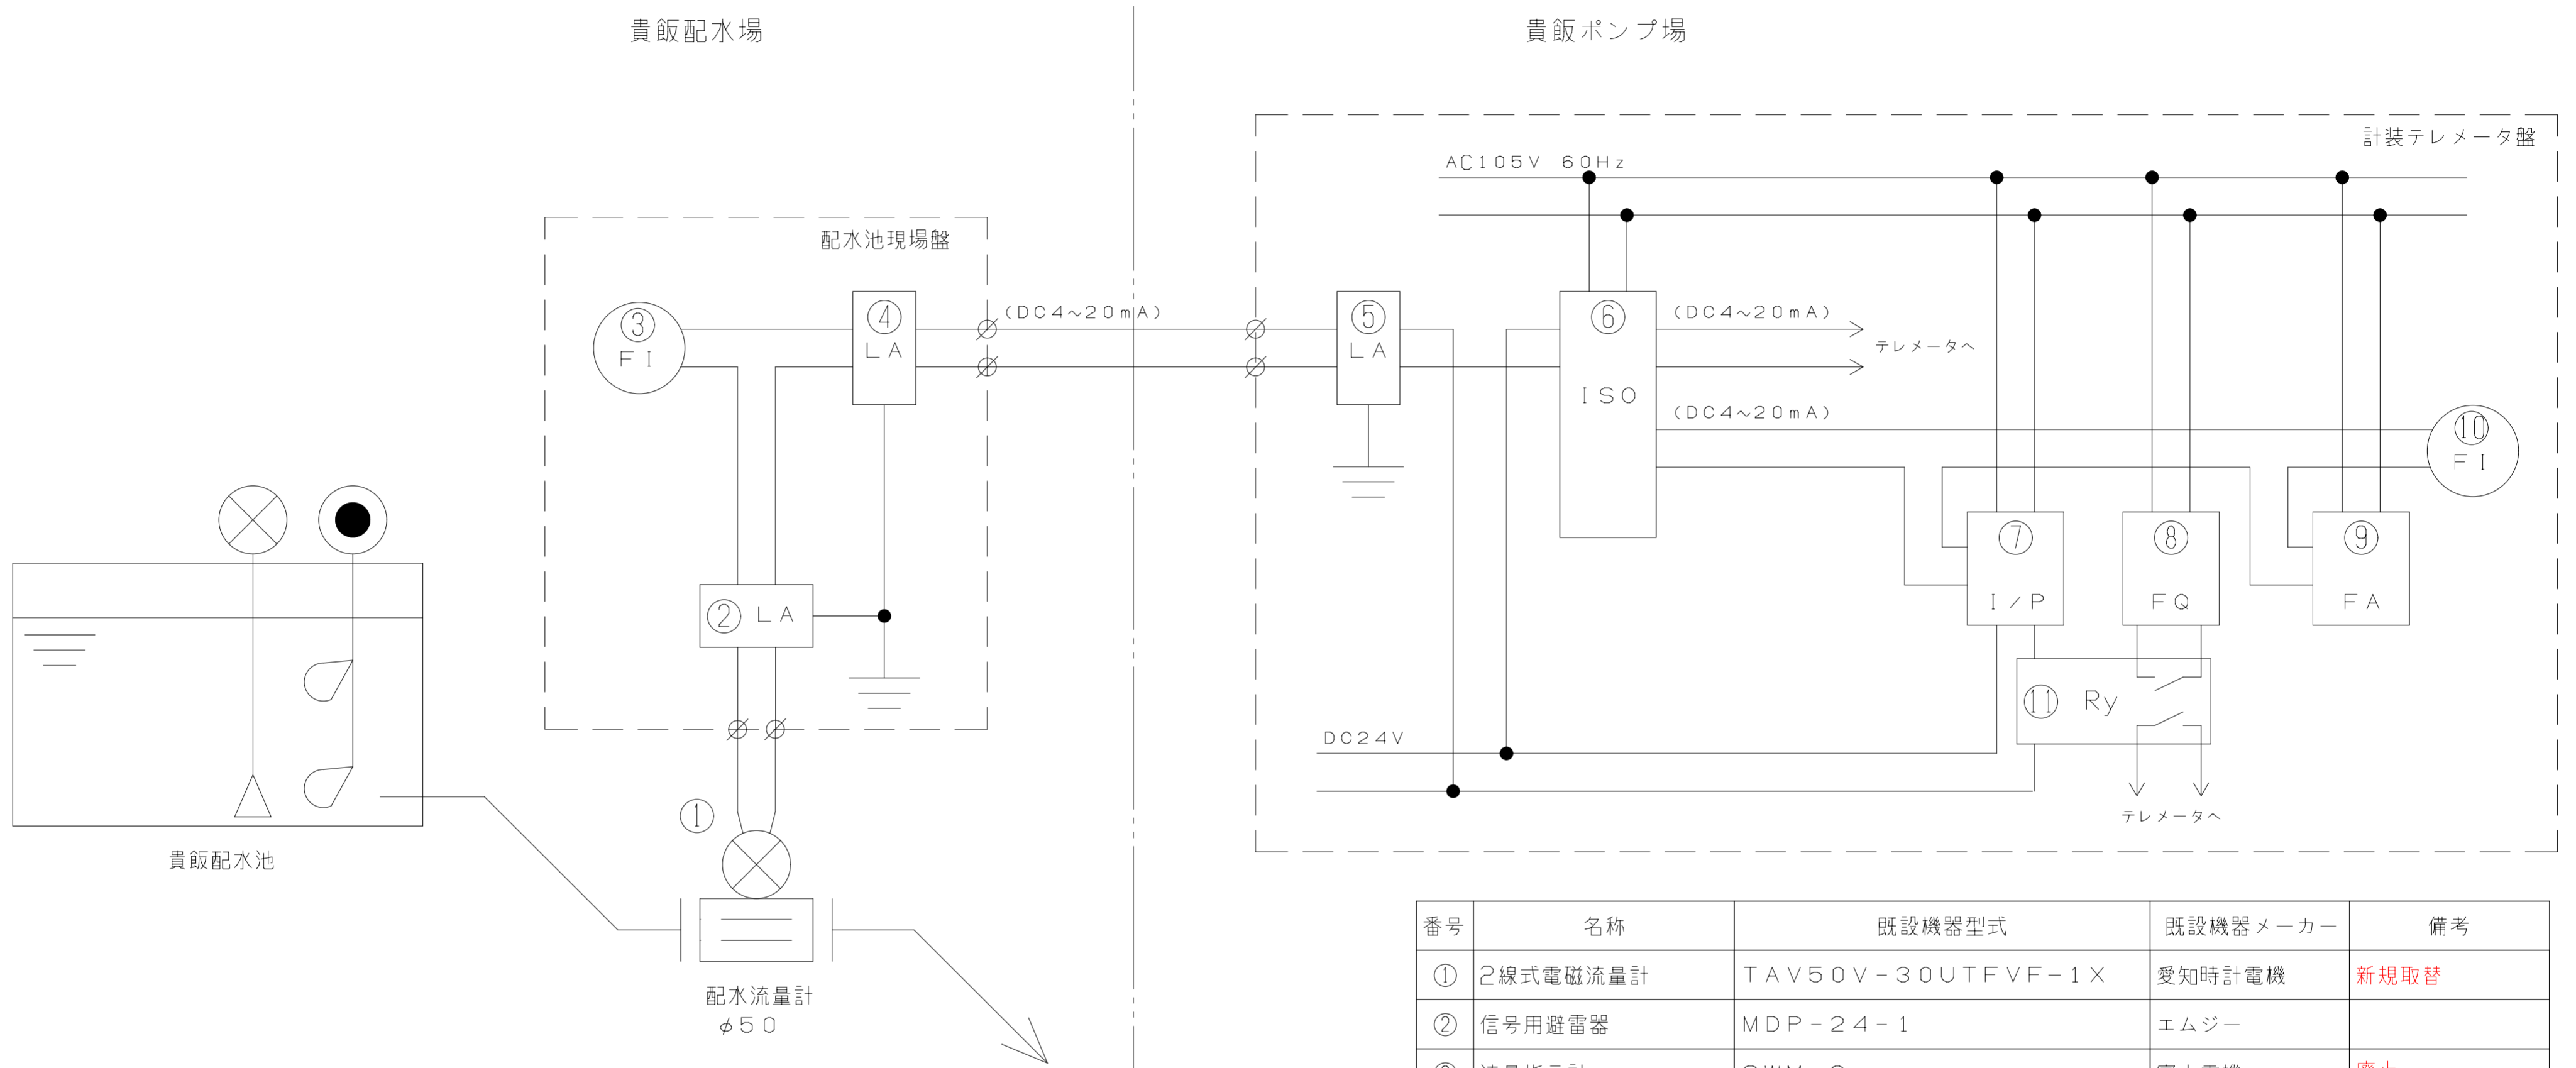 貴飯配水場
貴飯ポンプ場
計装テレメータ盤
AC105V 60Hz
配水池現場盤
③
FI
④
LA
(DC4~20mA)
⑤
LA
⑥
ISO
(DC4~20mA)
テレメータへ
(DC4~20mA)
⑩
FI
⑦
I/P
⑧
FQ
⑨
FA
② LA
⑪ Ry
DC24V
テレメータへ
①
貴飯配水池
配水流量計
φ50
番号 名称 既設機器型式 既設機器メーカー 備考
① 2線式電磁流量計 TAV50V-30UTFVF-1X 愛知時計電機 新規取替
② 信号用避雷器 MDP-24-1 エムジー